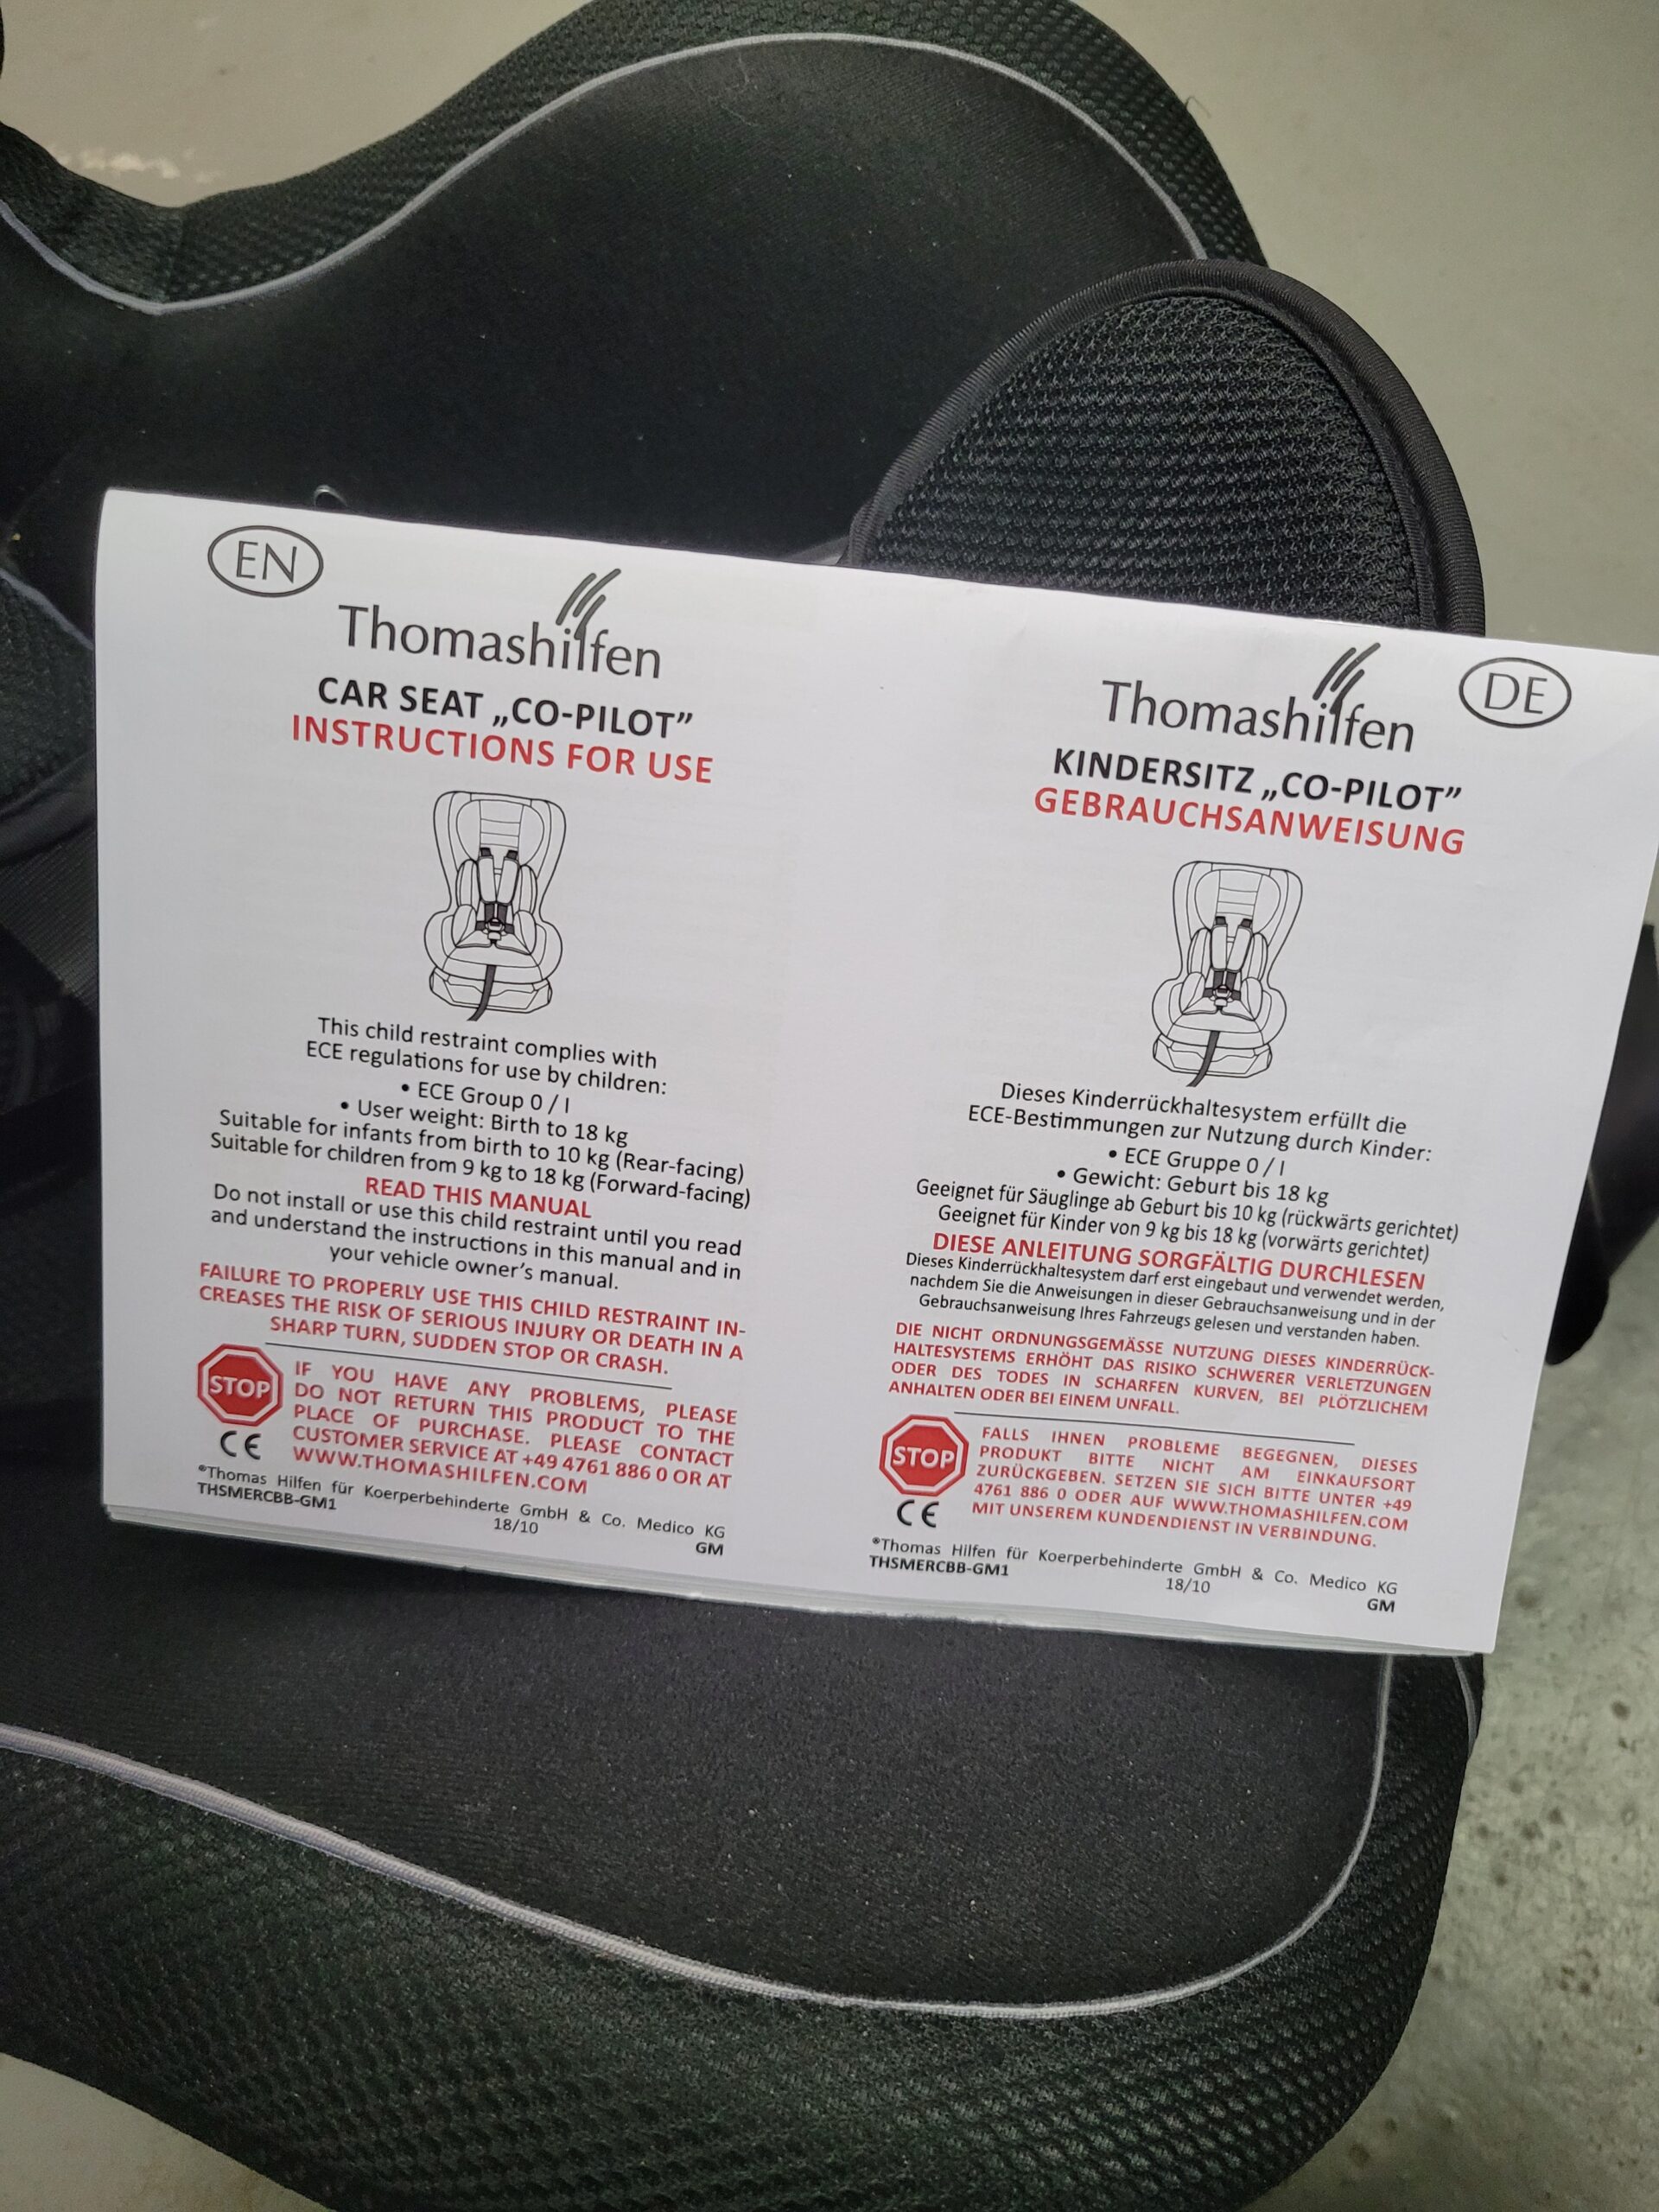 EN
Thomashilfen
CAR SEAT „CO-PILOT”
INSTRUCTIONS FOR USE
This child restraint complies with
ECE regulations for use by children:
• ECE Group 0 / I
• User weight: Birth to 18 kg
Suitable for infants from birth to 10 kg (Rear-facing)
Suitable for children from 9 kg to 18 kg (Forward-facing)
READ THIS MANUAL
Do not install or use this child restraint until you read
and understand the instructions in this manual and in
your vehicle owner’s manual.
FAILURE TO PROPERLY USE THIS CHILD RESTRAINT IN-
CREASES THE RISK OF SERIOUS INJURY OR DEATH IN A
SHARP TURN, SUDDEN STOP OR CRASH.
STOP
IF YOU HAVE ANY PROBLEMS, PLEASE
DO NOT RETURN THIS PRODUCT TO THE
PLACE OF PURCHASE. PLEASE CONTACT
CUSTOMER SERVICE AT +49 4761 886 0 OR AT
WWW.THOMASHILFEN.COM
CE
®Thomas Hilfen für Koerperbehinderte GmbH & Co. Medico KG
THSMERCBB-GM1
18/10
GM
DE
Thomashilfen
KINDERSITZ „CO-PILOT”
GEBRAUCHSANWEISUNG
Dieses Kinderrückhaltesystem erfüllt die
ECE-Bestimmungen zur Nutzung durch Kinder:
• ECE Gruppe 0 / I
• Gewicht: Geburt bis 18 kg
Geeignet für Säuglinge ab Geburt bis 10 kg (rückwärts gerichtet)
Geeignet für Kinder von 9 kg bis 18 kg (vorwärts gerichtet)
DIESE ANLEITUNG SORGFÄLTIG DURCHLESEN
Dieses Kinderrückhaltesystem darf erst eingebaut und verwendet werden,
nachdem Sie die Anweisungen in dieser Gebrauchsanweisung und in der
Gebrauchsanweisung Ihres Fahrzeugs gelesen und verstanden haben.
DIE NICHT ORDNUNGSGEMÄSSE NUTZUNG DIESES KINDERRÜCK-
HALTESYSTEMS ERHÖHT DAS RISIKO SCHWERER VERLETZUNGEN
ODER DES TODES IN SCHARFEN KURVEN, BEI PLÖTZLICHEM
ANHALTEN ODER BEI EINEM UNFALL.
STOP
FALLS IHNEN PROBLEME BEGEGNEN, DIESES
PRODUKT BITTE NICHT AM EINKAUFSORT
ZURÜCKGEBEN. SETZEN SIE SICH BITTE UNTER +49
4761 886 0 ODER AUF WWW.THOMASHILFEN.COM
MIT UNSEREM KUNDENDIENST IN VERBINDUNG.
CE
®Thomas Hilfen für Koerperbehinderte GmbH & Co. Medico KG
THSMERCBB-GM1
18/10
GM